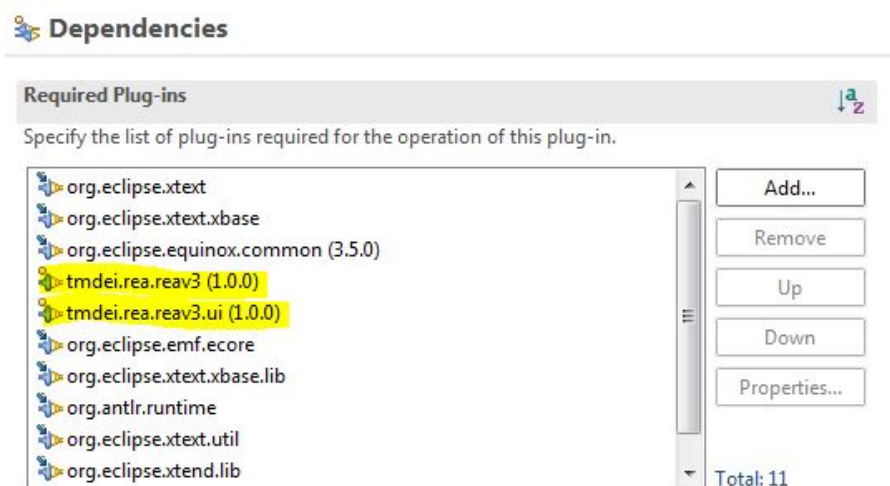 Dependencies
Required Plug-ins
Specify the list of plug-ins required for the operation of this plug-in.
org.eclipse.xtext
org.eclipse.xtext.xbase
org.eclipse.equinox.common (3.5.0)
tmdei.rea.reav3 (1.0.0)
tmdei.rea.reav3.ui (1.0.0)
org.eclipse.emf.ecore
org.eclipse.xtext.xbase.lib
org.antlr.runtime
org.eclipse.xtext.util
org.eclipse.xtend.lib
Add...
Remove
Up
Down
Properties...
Total: 11